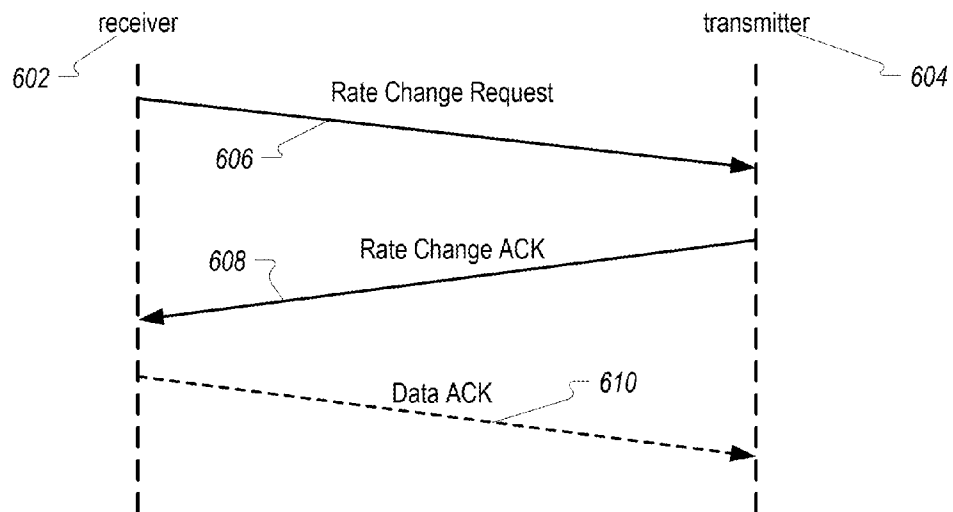 receiver
transmitter
602
604
Rate Change Request
606
Rate Change ACK
608
Data ACK
610